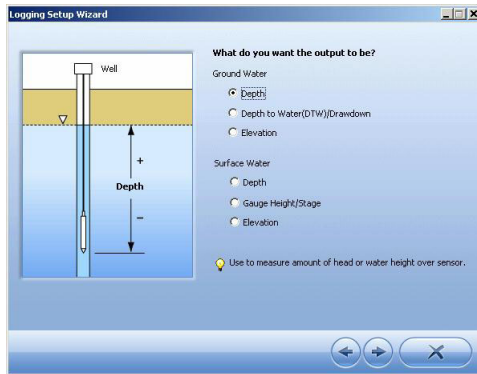 Logging Setup Wizard
Well
+
Depth
−
What do you want the output to be?
Ground Water
Depth
Depth to Water(DTW)/Drawdown
Elevation
Surface Water
Depth
Gauge Height/Stage
Elevation
Use to measure amount of head or water height over sensor.